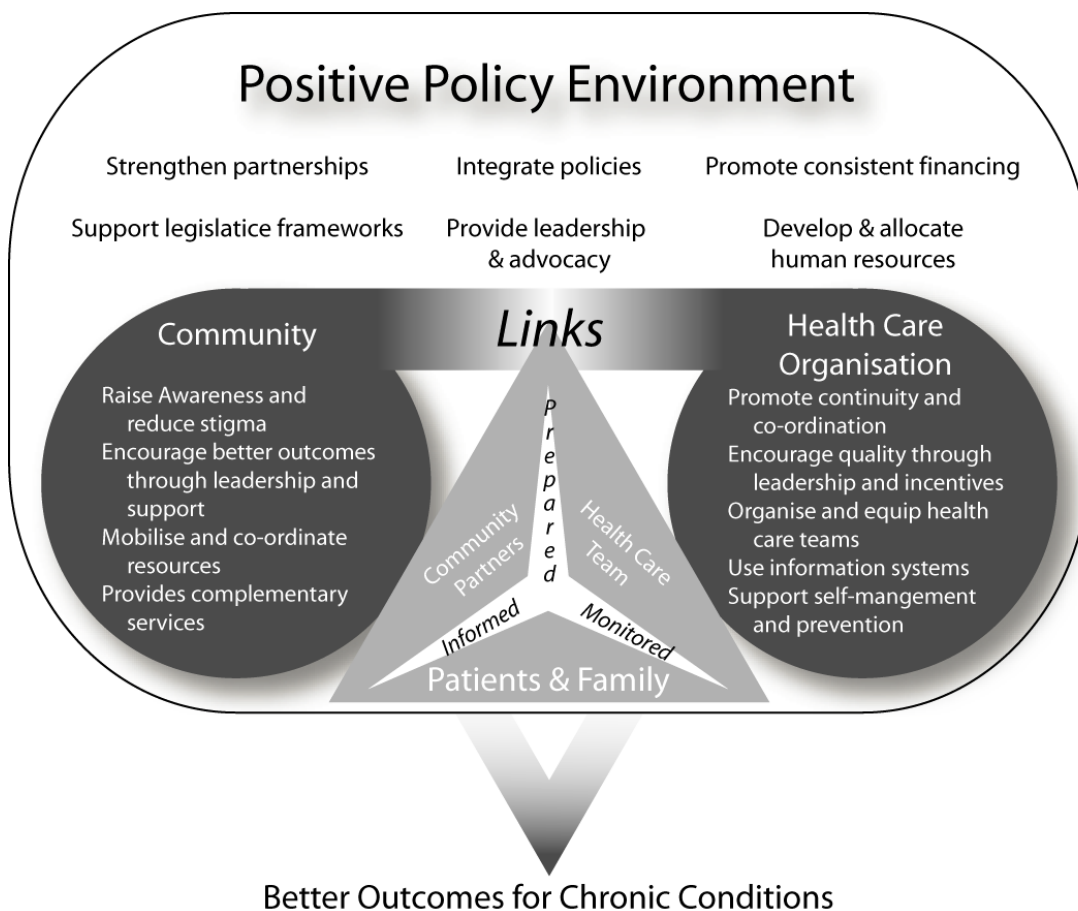 Positive Policy Environment
Strengthen partnerships
Integrate policies
Promote consistent financing
Support legislatice frameworks
Provide leadership
& advocacy
Develop & allocate
human resources
Links
Community
Raise Awareness and
reduce stigma
Encourage better outcomes
through leadership and
support
Mobilise and co-ordinate
resources
Provides complementary
services
Health Care
Organisation
Promote continuity and
co-ordination
Encourage quality through
leadership and incentives
Organise and equip health
care teams
Use information systems
Support self-mangement
and prevention
Prepared
Community
Partners
Health Care
Team
Informed
Monitored
Patients & Family
Better Outcomes for Chronic Conditions